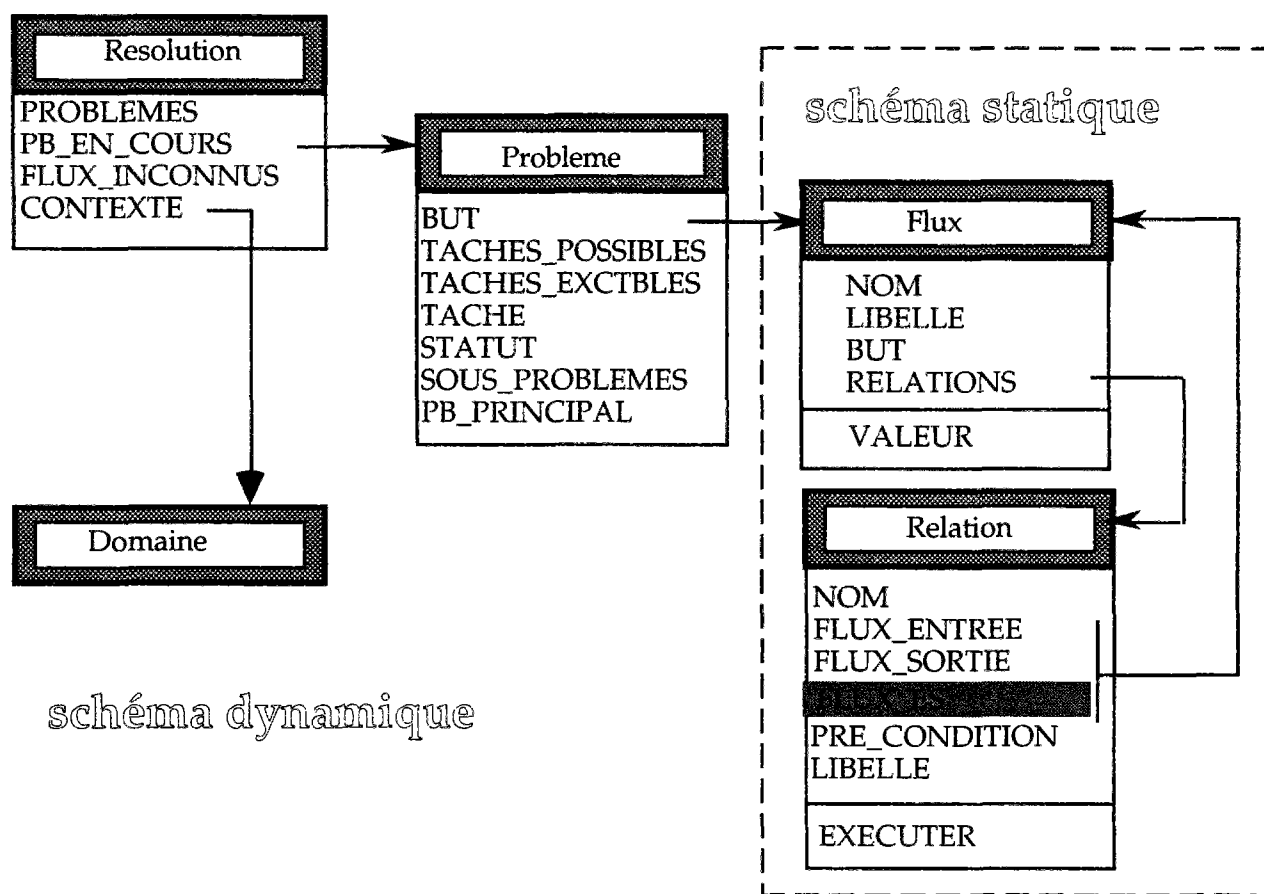 Resolution
PROBLEMES
PB_EN_COURS
FLUX_INCONNUS
CONTEXTE
Probleme
BUT
TACHES_POSSIBLES
TACHES_EXCTBLES
TACHE
STATUT
SOUS_PROBLEMES
PB_PRINCIPAL
Domaine
schéma dynamique
schéma statique
Flux
NOM
LIBELLE
BUT
RELATIONS
VALEUR
Relation
NOM
FLUX_ENTREE
FLUX_SORTIE
PRE_CONDITION
LIBELLE
EXECUTER